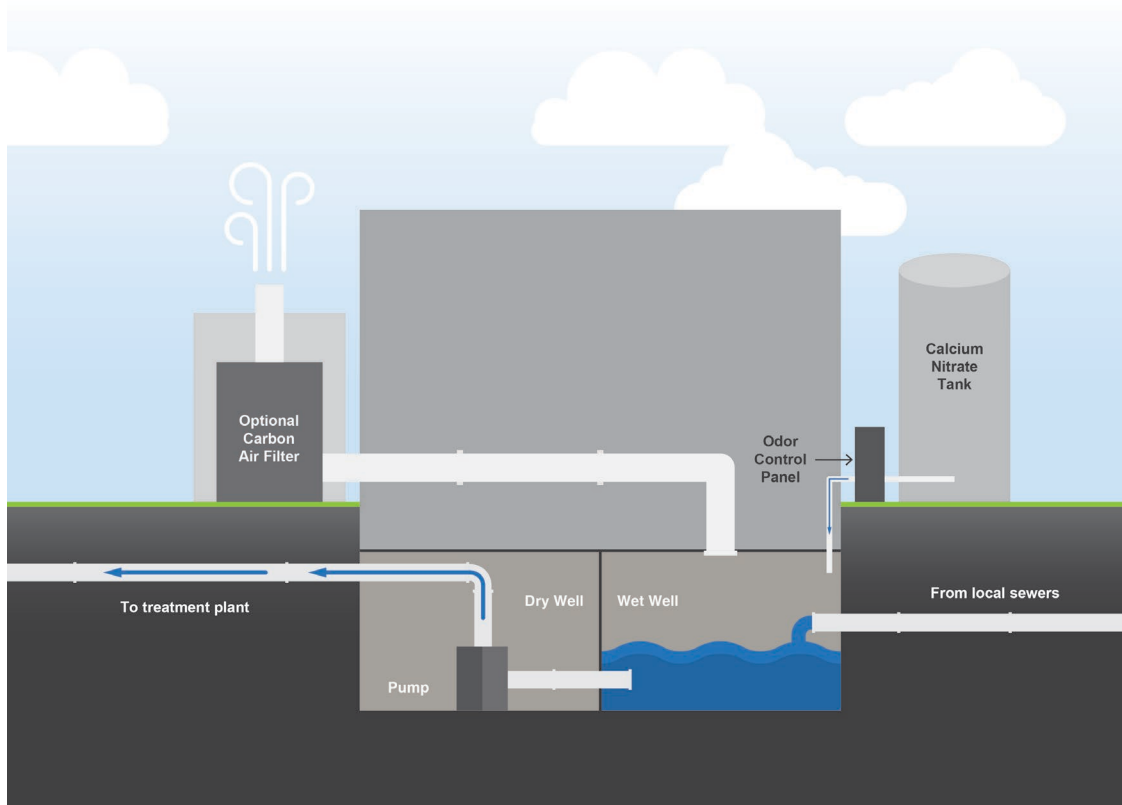 Optional
Carbon
Air Filter
Calcium
Nitrate
Tank
Odor
Control
Panel
To treatment plant
Dry Well
Wet Well
From local sewers
Pump